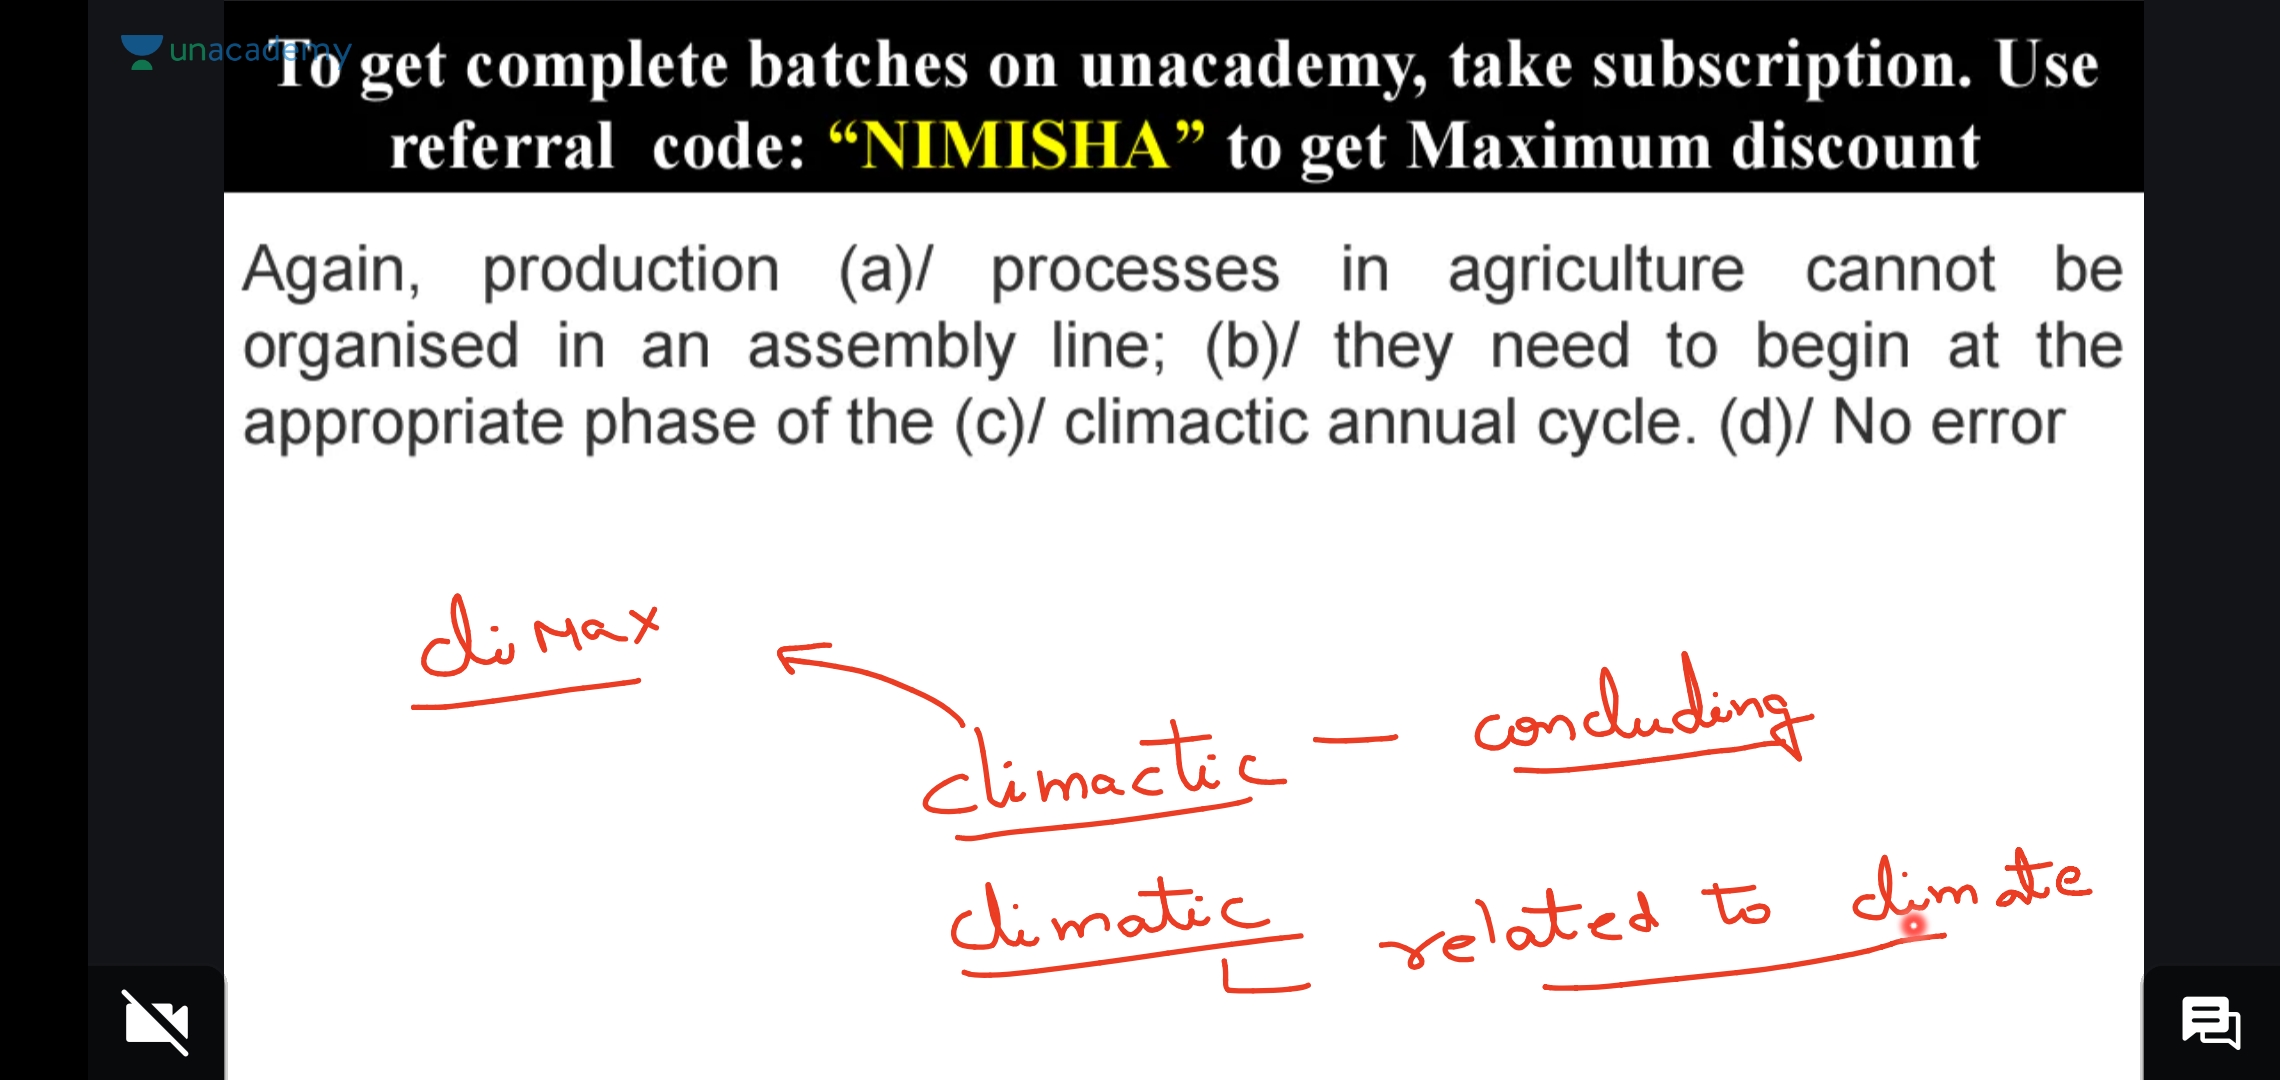 unacademy
To get complete batches on unacademy, take subscription. Use
referral code: “NIMISHA” to get Maximum discount
Again, production (a)/ processes in agriculture cannot be
organised in an assembly line; (b)/ they need to begin at the
appropriate phase of the (c)/ climactic annual cycle. (d)/ No error
climax
climactic — concluding
climatic related to climate